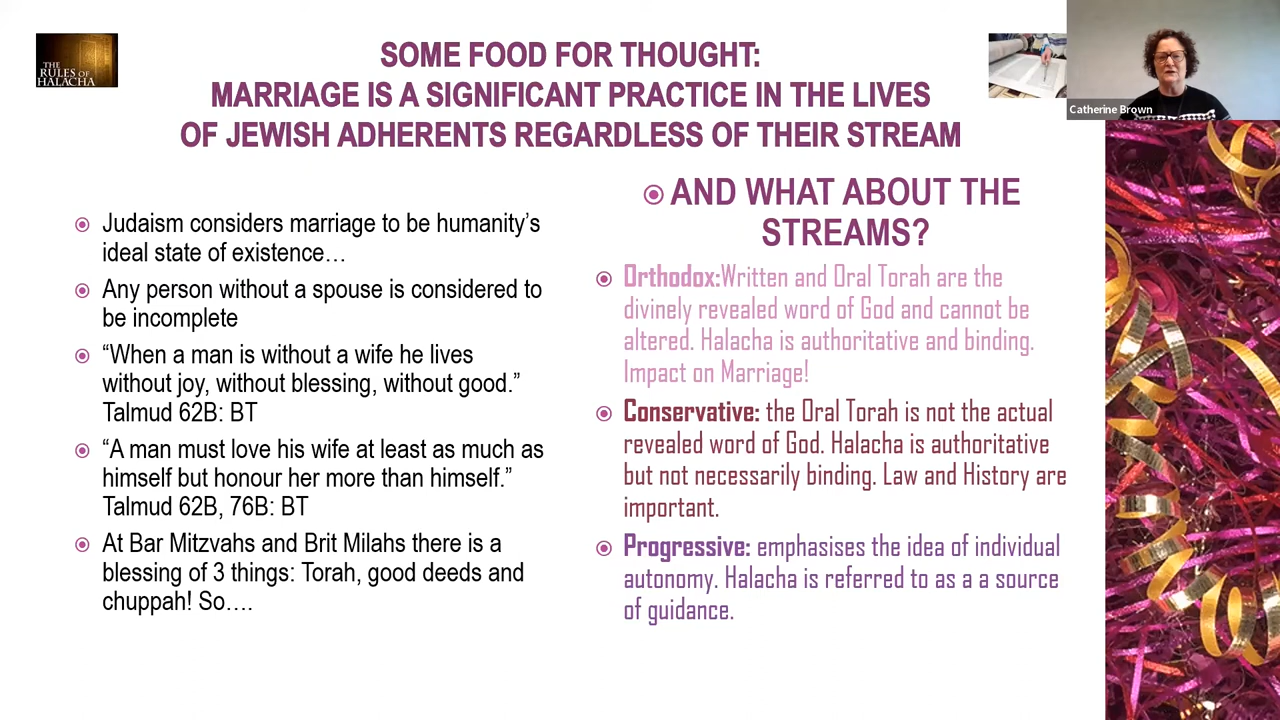 THE
RULES OF
HALACHA
SOME FOOD FOR THOUGHT:
MARRIAGE IS A SIGNIFICANT PRACTICE IN THE LIVES
OF JEWISH ADHERENTS REGARDLESS OF THEIR STREAM
Catherine Brown
Judaism considers marriage to be humanity’s
ideal state of existence…
Any person without a spouse is considered to
be incomplete
“When a man is without a wife he lives
without joy, without blessing, without good.”
Talmud 62B: BT
“A man must love his wife at least as much as
himself but honour her more than himself.”
Talmud 62B, 76B: BT
At Bar Mitzvahs and Brit Milahs there is a
blessing of 3 things: Torah, good deeds and
chuppah! So….
AND WHAT ABOUT THE
STREAMS?
Orthodox:Written and Oral Torah are the
divinely revealed word of God and cannot be
altered. Halacha is authoritative and binding.
Impact on Marriage!
Conservative: the Oral Torah is not the actual
revealed word of God. Halacha is authoritative
but not necessarily binding. Law and History are
important.
Progressive: emphasises the idea of individual
autonomy. Halacha is referred to as a a source
of guidance.